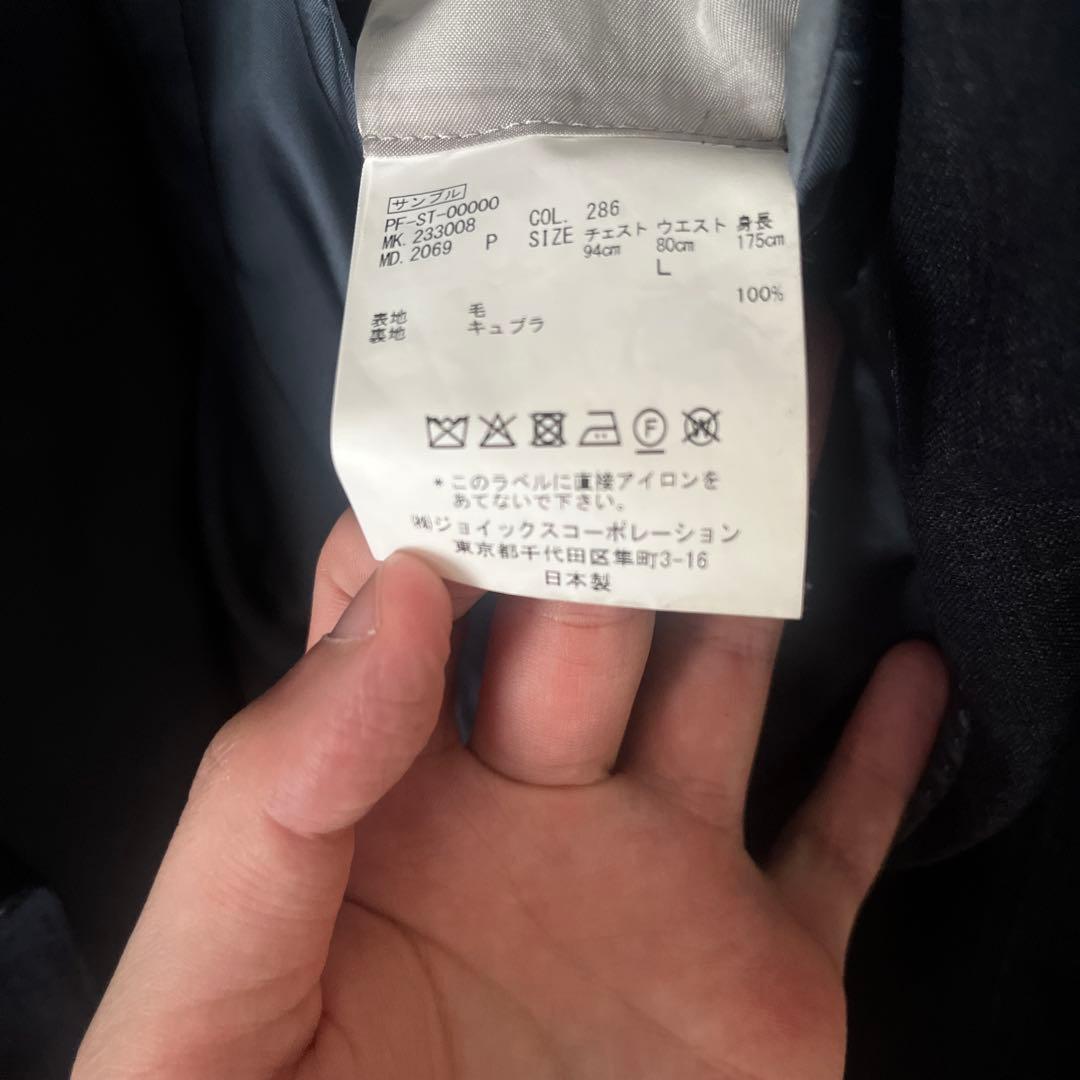 サンプル
PF-ST-00000
MK. 233008
MD. 2069 P
COL. 286
SIZE チェスト ウエスト 身長
94cm 80cm 175cm
L
100%
表地 毛
裏地 キュプラ
F W
*このラベルに直接アイロンを
あてないで下さい。
㈱ジョイックスコーポレーション
東京都千代田区隼町3-16
日本製